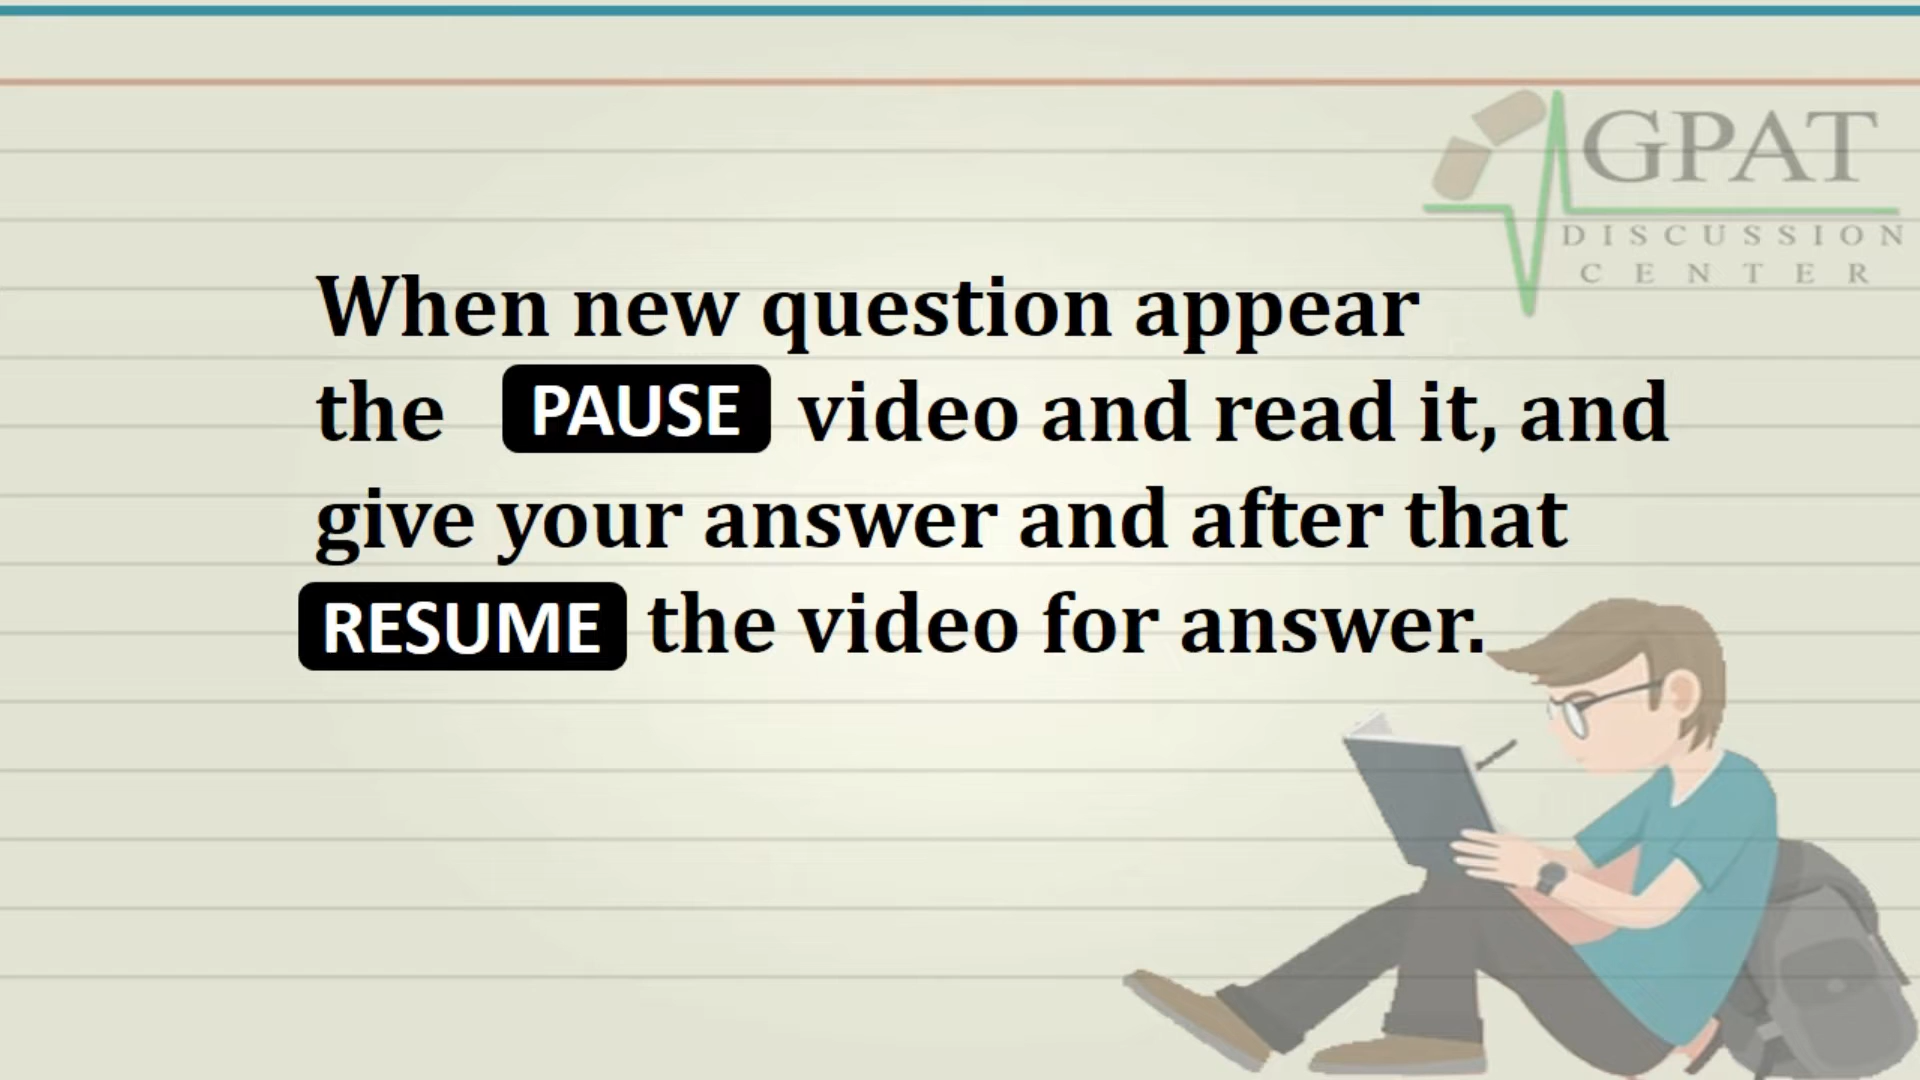 GPAT
DISCUSSION
CENTER
When new question appear
the PAUSE video and read it, and
give your answer and after that
RESUME the video for answer.